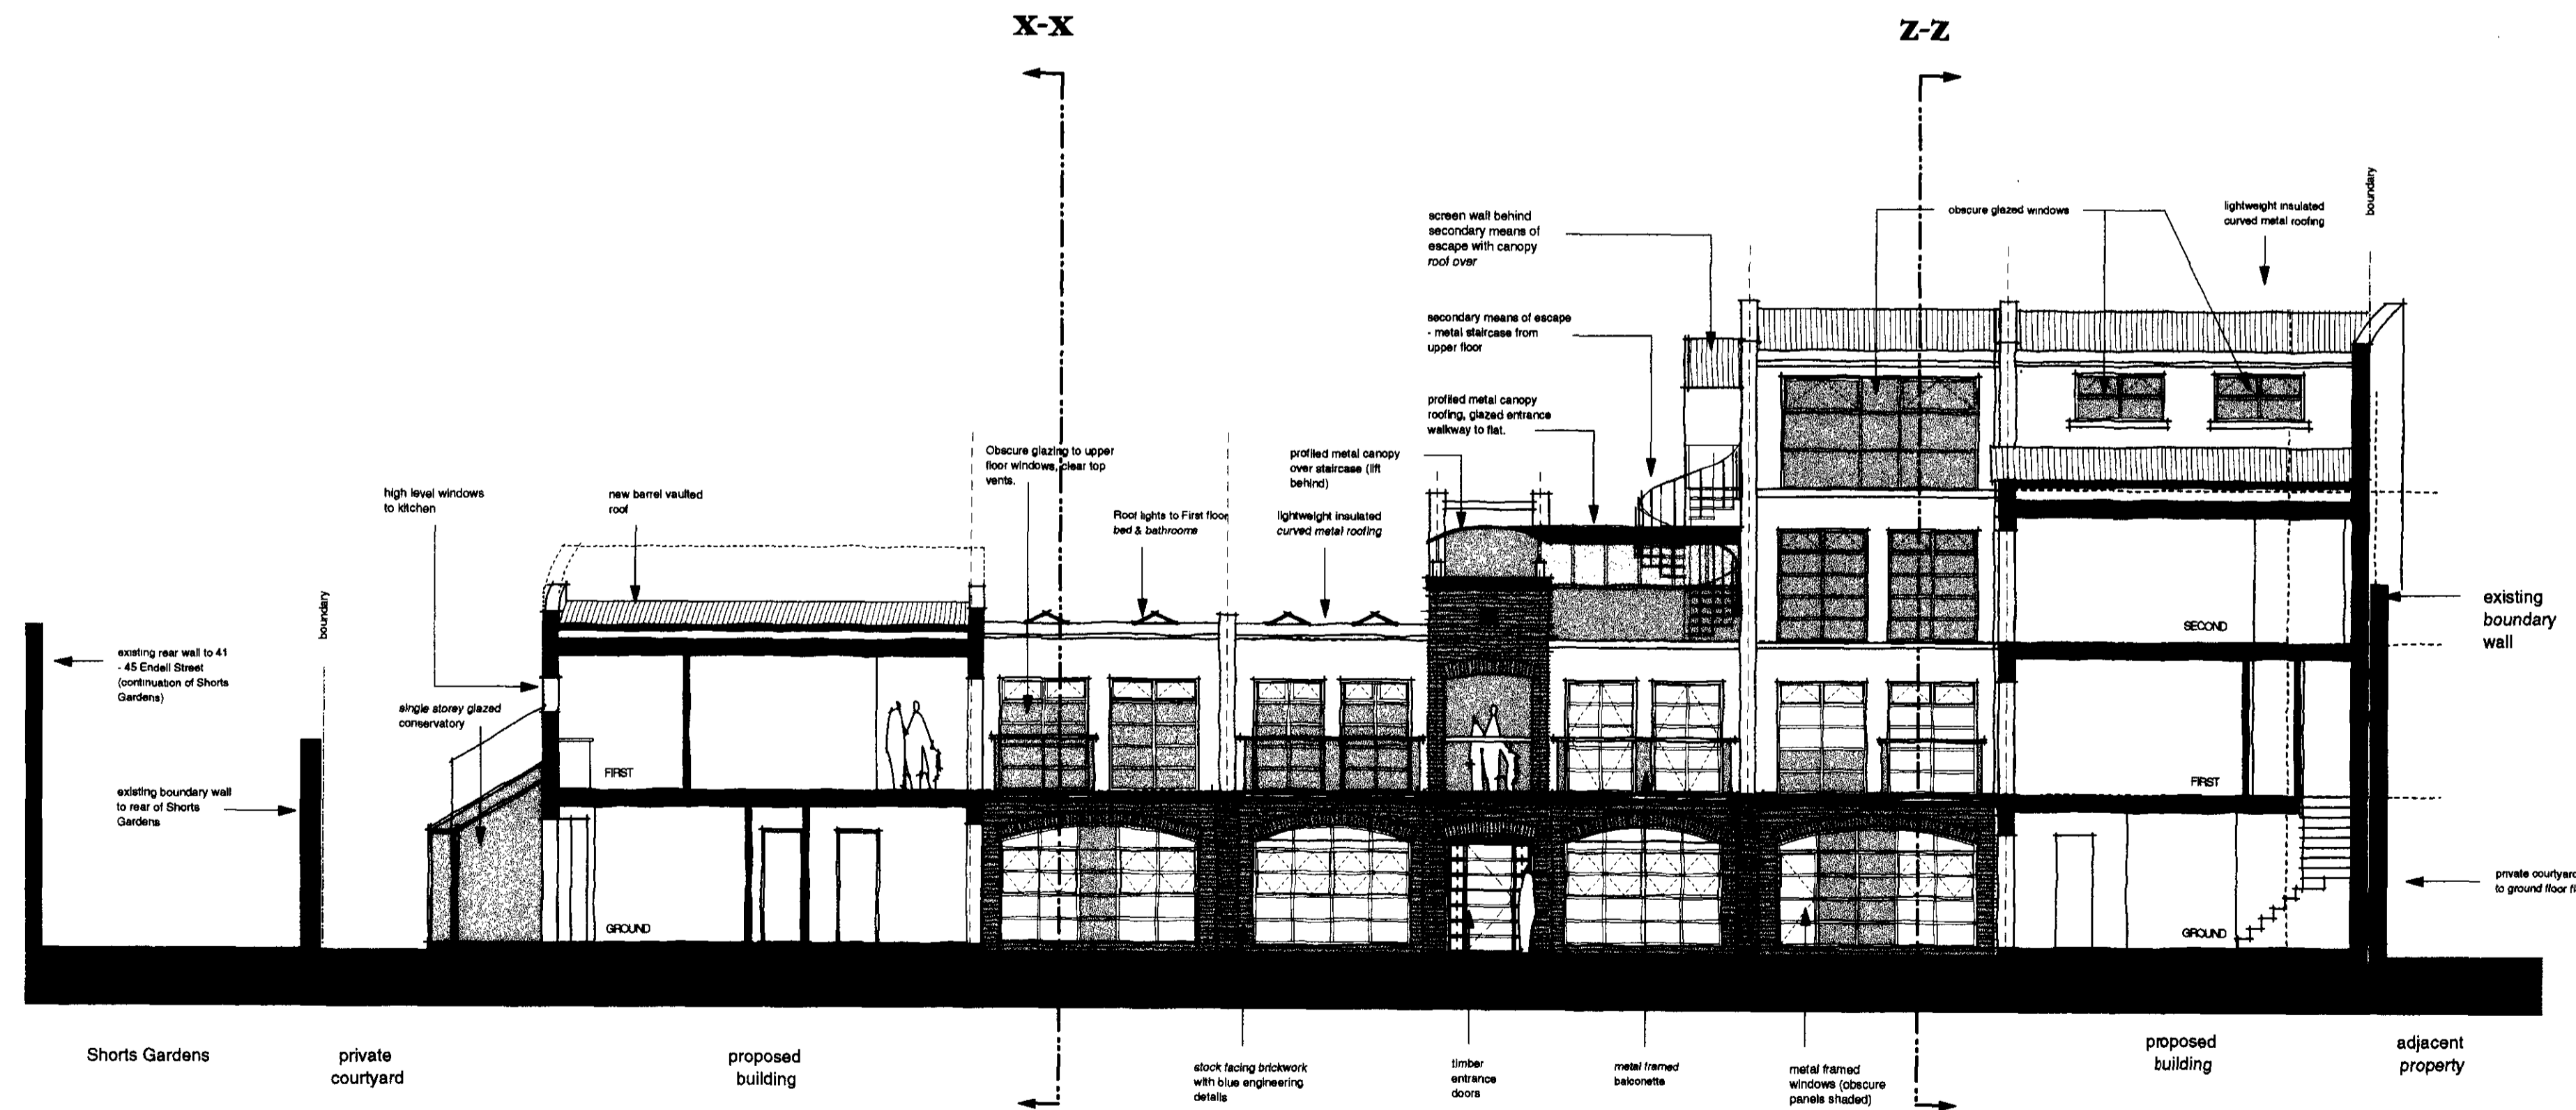 x-x
z-z
boundary
screen wall behind
secondary means of
escape with canopy
roof over
obscure glazed windows
lightweight insulated
curved metal roofing
secondary means of escape
- metal staircase from
upper floor
profiled metal canopy
roofing, glazed entrance
walkway to flat.
Obscure glazing to upper
floor windows, clear top
vents.
profiled metal canopy
over staircase (lift
behind)
high level windows
to kitchen
new barrel vaulted
roof
Roof lights to First floor
bed & bathrooms
lightweight insulated
curved metal roofing
boundary
existing
boundary
wall
SECOND
existing rear wall to 41
- 45 Endell Street
(continuation of Shorts
Gardens)
single storey glazed
conservatory
FIRST
FIRST
existing boundary wall
to rear of Shorts
Gardens
private courtyard
to ground floor
GROUND
GROUND
Shorts Gardens
private
courtyard
proposed
building
stock facing brickwork
with blue engineering
details
timber
entrance
doors
metal framed
balconette
metal framed
windows (obscure
panels shaded)
proposed
building
adjacent
property